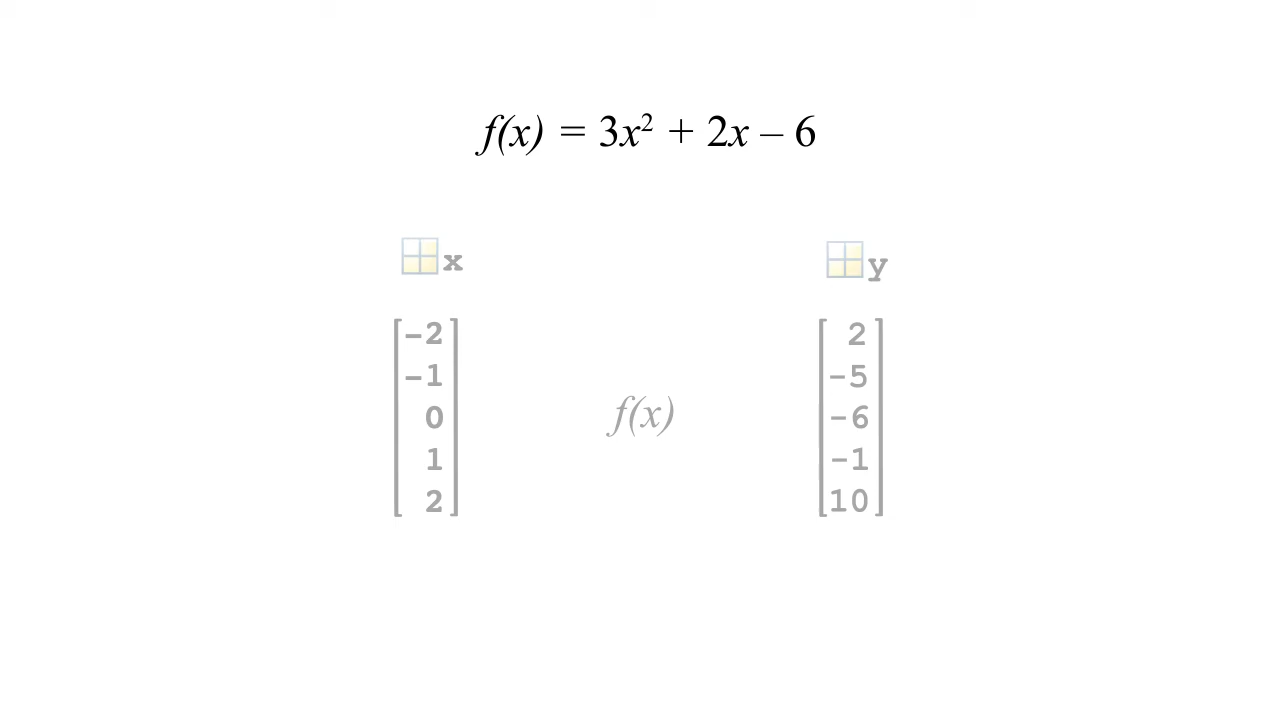 f(x) = 3x² + 2x – 6
x y
-2 2
-1 -5
0 f(x) -6
1 -1
2 10